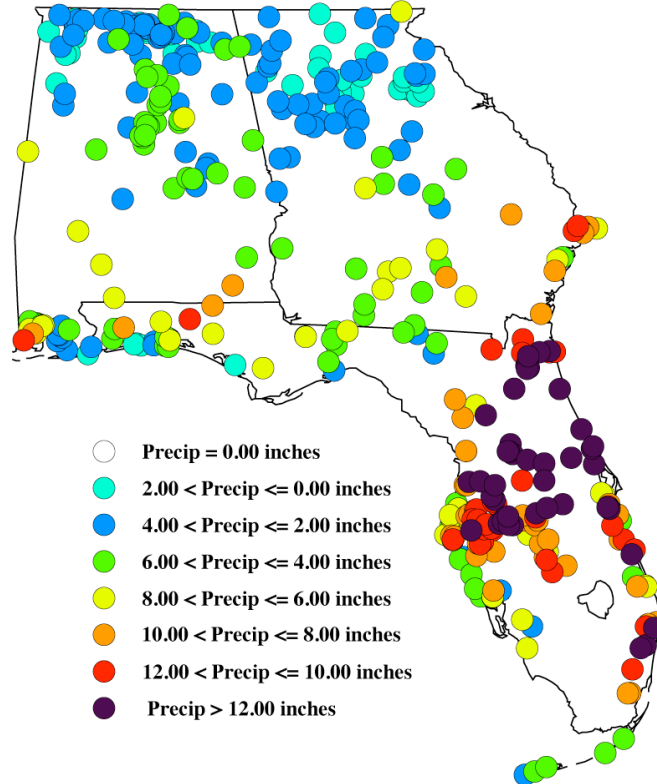 Precip = 0.00 inches
2.00 < Precip <= 0.00 inches
4.00 < Precip <= 2.00 inches
6.00 < Precip <= 4.00 inches
8.00 < Precip <= 6.00 inches
10.00 < Precip <= 8.00 inches
12.00 < Precip <= 10.00 inches
Precip > 12.00 inches